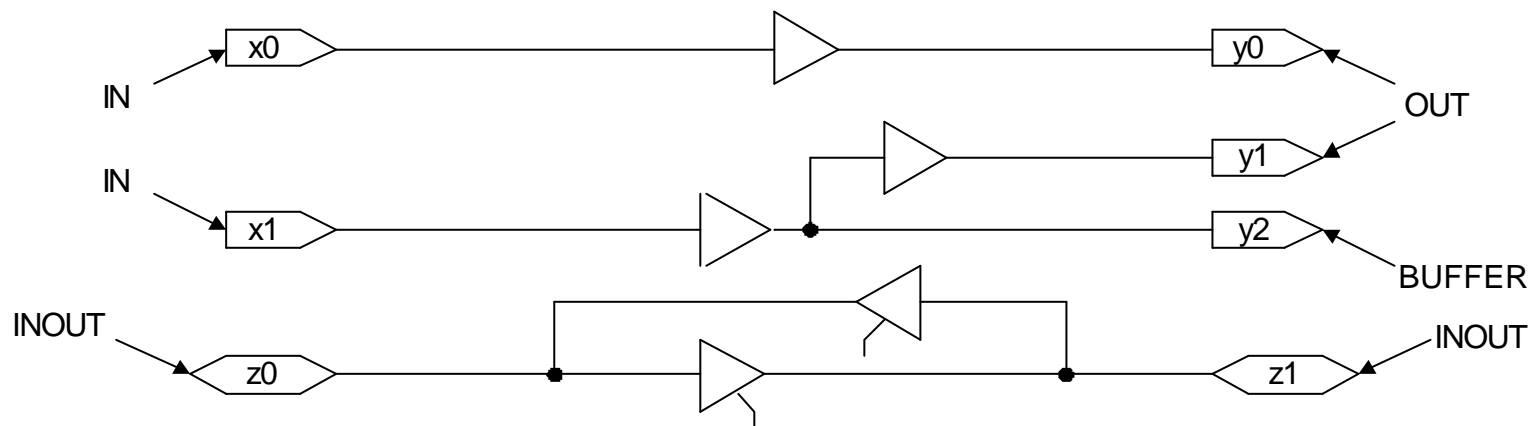 x0
y0
IN
OUT
IN
y1
x1
y2
BUFFER
INOUT
INOUT
z0
z1